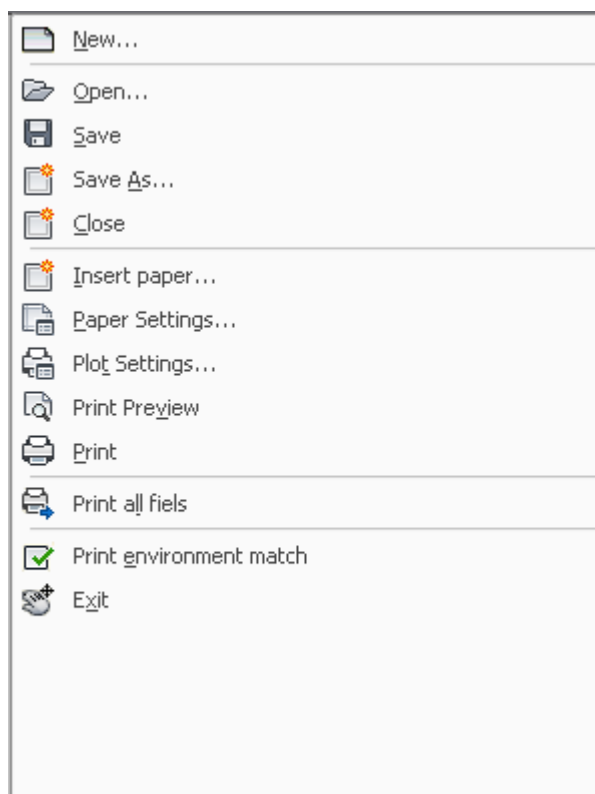 New...
Open...
Save
Save As...
Close
Insert paper...
Paper Settings...
Plot Settings...
Print Preview
Print
Print all fiels
Print environment match
Exit